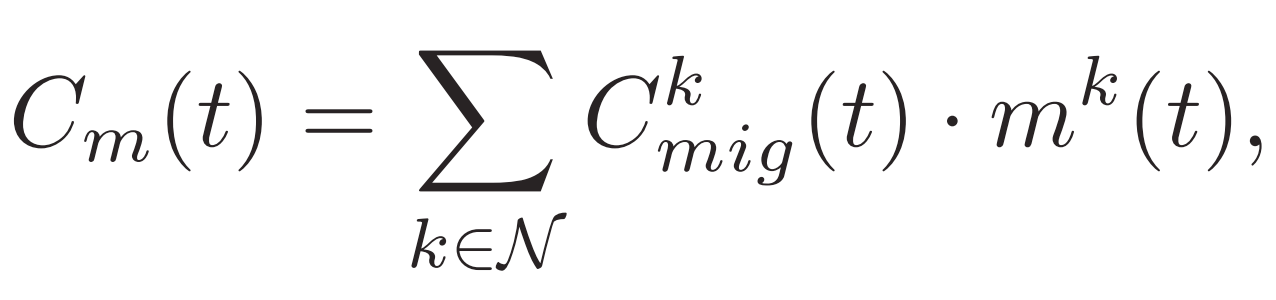 $C_m(t) = \sum_{k \in \mathcal{N}} C_{mig}^k(t) \cdot m^k(t),$